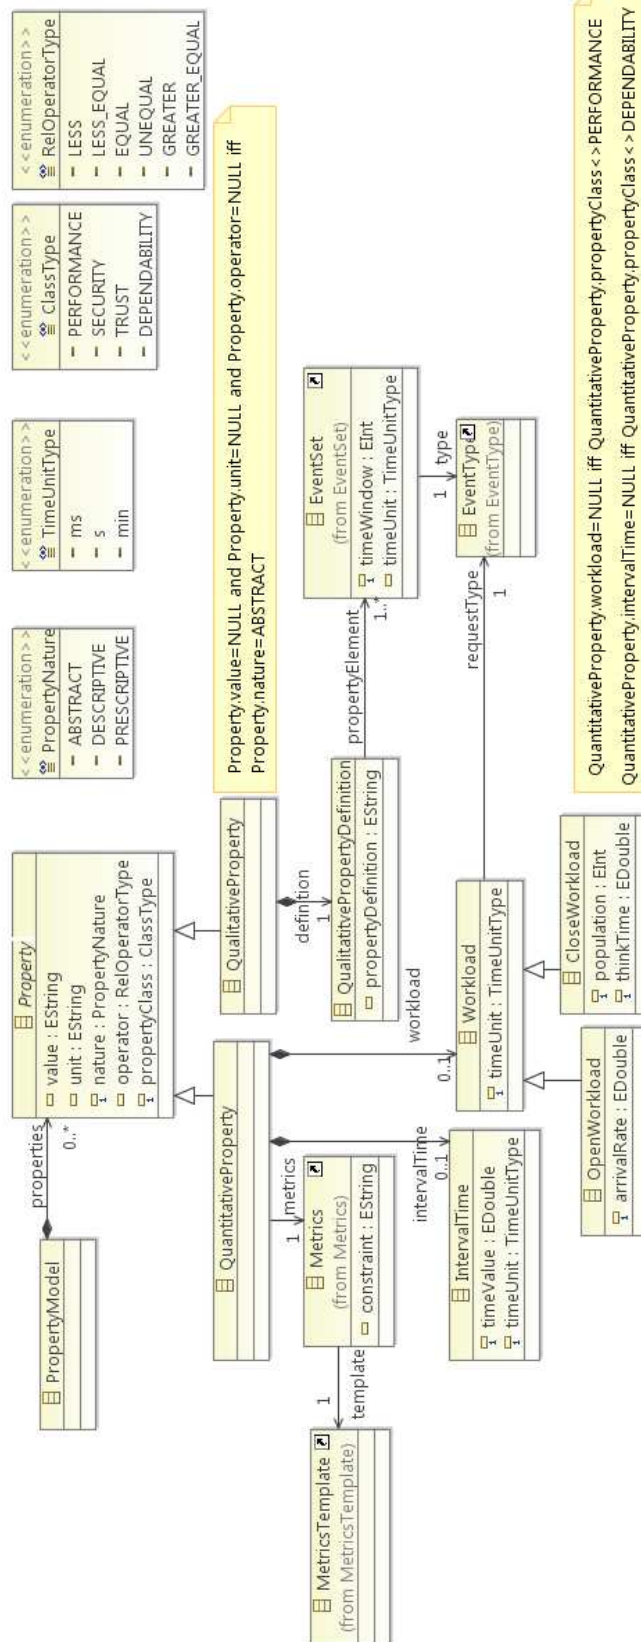 PropertyModel
properties
0..*
Property
value : EString
unit : EString
nature : PropertyNature
operator : RelOperatorType
1 propertyClass : ClassType
<<enumeration>>
PropertyNature
ABSTRACT
DESCRIPTIVE
PRESCRIPTIVE
<<enumeration>>
TimeUnitType
ms
s
min
<<enumeration>>
ClassType
PERFORMANCE
SECURITY
TRUST
DEPENDABILITY
<<enumeration>>
RelOperatorType
LESS
LESS_EQUAL
EQUAL
UNEQUAL
GREATER
GREATER_EQUAL
QuantitativeProperty
QualitativeProperty
Property.value=NULL and Property.unit=NULL and Property.operator=NULL iff
Property.nature=ABSTRACT
MetricsTemplate
(from MetricsTemplate)
1
template
Metrics
(from Metrics)
constraint : EString
1
metrics
definition
1
QualitatitvePropertyDefinition
propertyDefinition : EString
propertyElement
1..*
EventSet
(from EventSet)
1 timeWindow : EInt
timeUnit : TimeUnitType
intervalTime
0..1
workload
0..1
1
type
IntervalTime
1 timeValue : EDouble
1 timeUnit : TimeUnitType
Workload
1 timeUnit : TimeUnitType
requestType
1
EventType
(from EventType)
OpenWorkload
1 arrivalRate : EDouble
CloseWorkload
1 population : EInt
1 thinkTime : EDouble
QuantitativeProperty.workload=NULL iff QuantitativeProperty.propertyClass<>PERFORMANCE
QuantitativeProperty.intervalTime=NULL iff QuantitativeProperty.propertyClass<>DEPENDABILITY